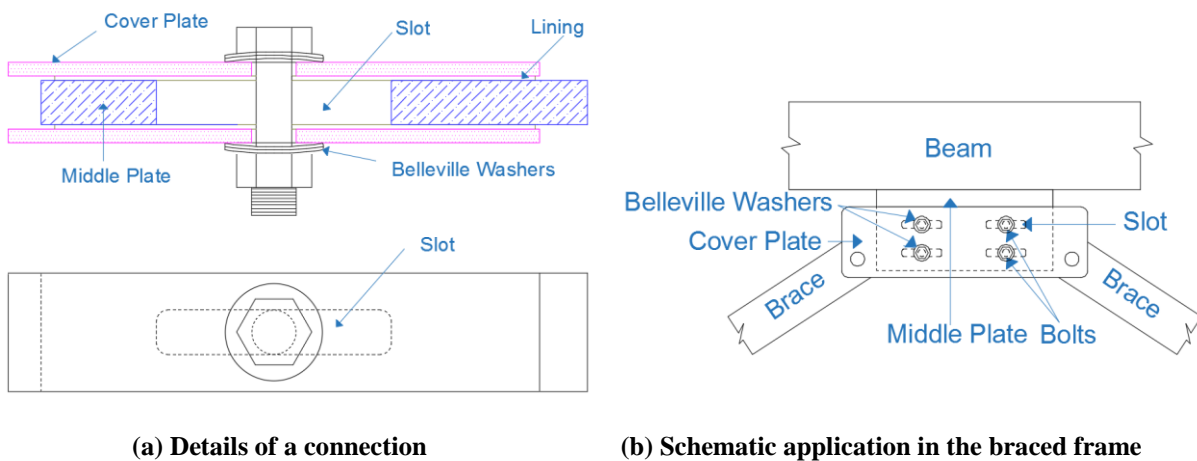 Cover Plate
Slot
Lining
Middle Plate
Belleville Washers
Slot
Beam
Belleville Washers
Slot
Cover Plate
Brace
Brace
Middle Plate
Bolts
(a) Details of a connection
(b) Schematic application in the braced frame